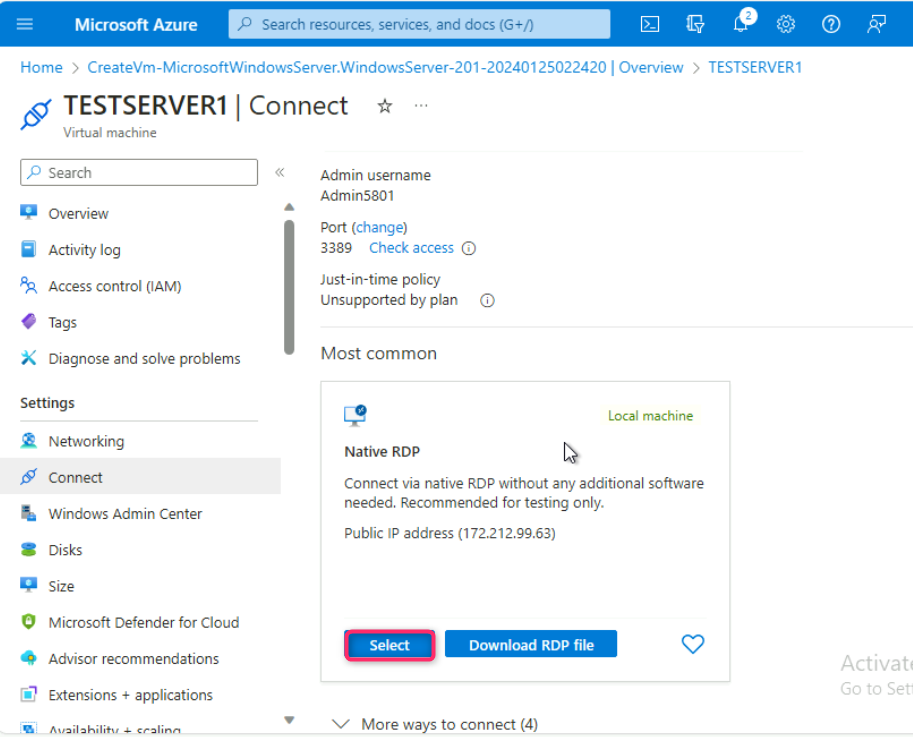 Microsoft Azure
Search resources, services, and docs (G+/)
2
Home > CreateVm-MicrosoftWindowsServer.WindowsServer-201-20240125022420 | Overview > TESTSERVER1
TESTSERVER1 | Connect
Virtual machine
Search
Overview
Activity log
Access control (IAM)
Tags
Diagnose and solve problems
Settings
Networking
Connect
Windows Admin Center
Disks
Size
Microsoft Defender for Cloud
Advisor recommendations
Extensions + applications
Availability + scaling
Admin username
Admin5801
Port (change)
3389 Check access
Just-in-time policy
Unsupported by plan
Most common
Local machine
Native RDP
Connect via native RDP without any additional software
needed. Recommended for testing only.
Public IP address (172.212.99.63)
Select
Download RDP file
More ways to connect (4)
Activate
Go to Sett